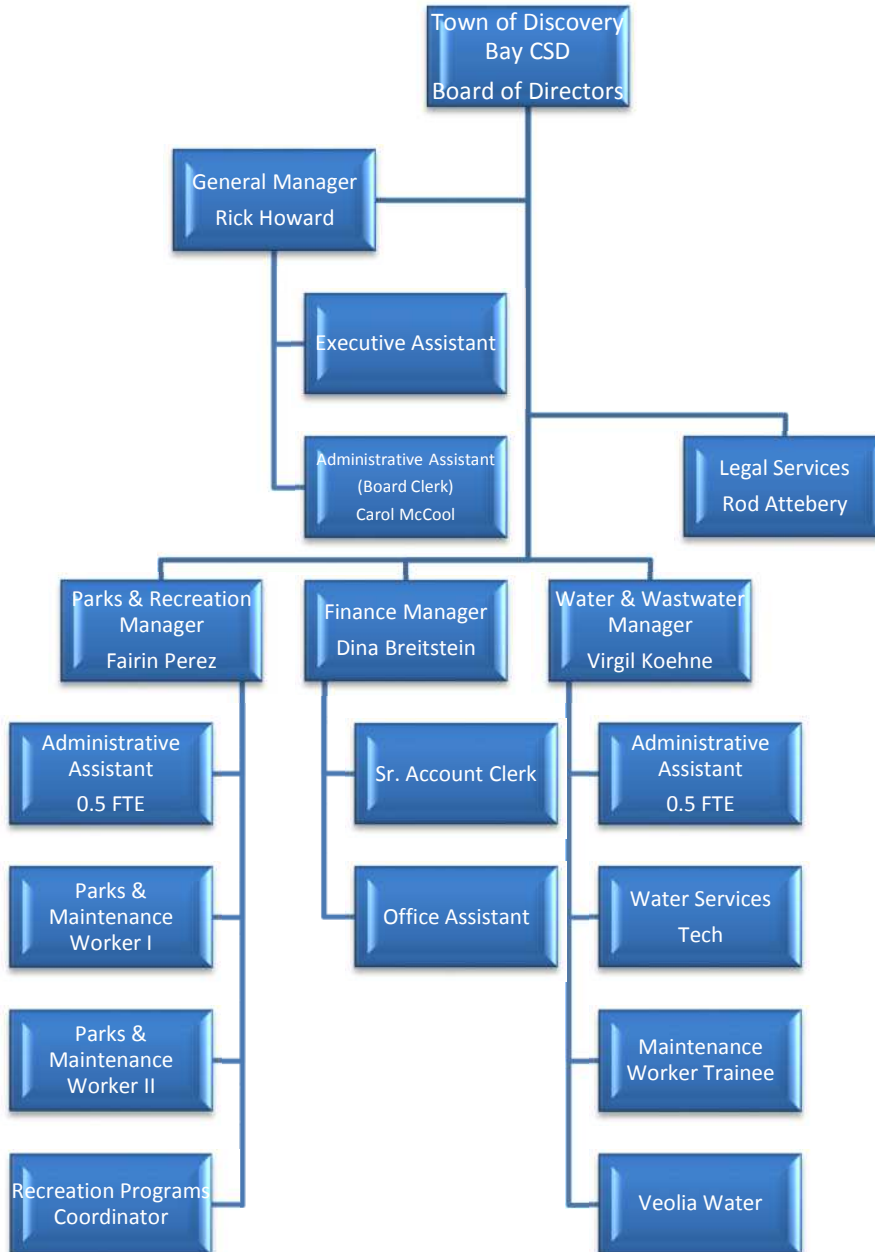 Town of Discovery
Bay CSD
Board of Directors
General Manager
Rick Howard
Executive Assistant
Administrative Assistant
(Board Clerk)
Carol McCool
Legal Services
Rod Attebery
Parks & Recreation
Manager
Fairin Perez
Finance Manager
Dina Breitstein
Water & Wastwater
Manager
Virgil Koehne
Administrative
Assistant
0.5 FTE
Sr. Account Clerk
Administrative
Assistant
0.5 FTE
Parks &
Maintenance
Worker I
Office Assistant
Water Services
Tech
Parks &
Maintenance
Worker II
Maintenance
Worker Trainee
Recreation Programs
Coordinator
Veolia Water